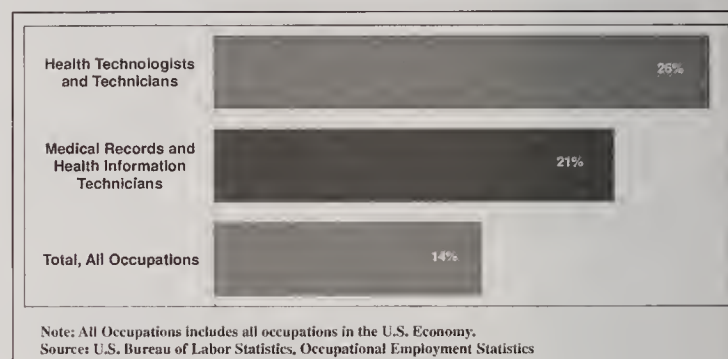 Health Technologists
and Technicians
26%
Medical Records and
Health Information
Technicians
21%
Total, All Occupations
14%
Note: All Occupations includes all occupations in the U.S. Economy.
Source: U.S. Bureau of Labor Statistics, Occupational Employment Statistics